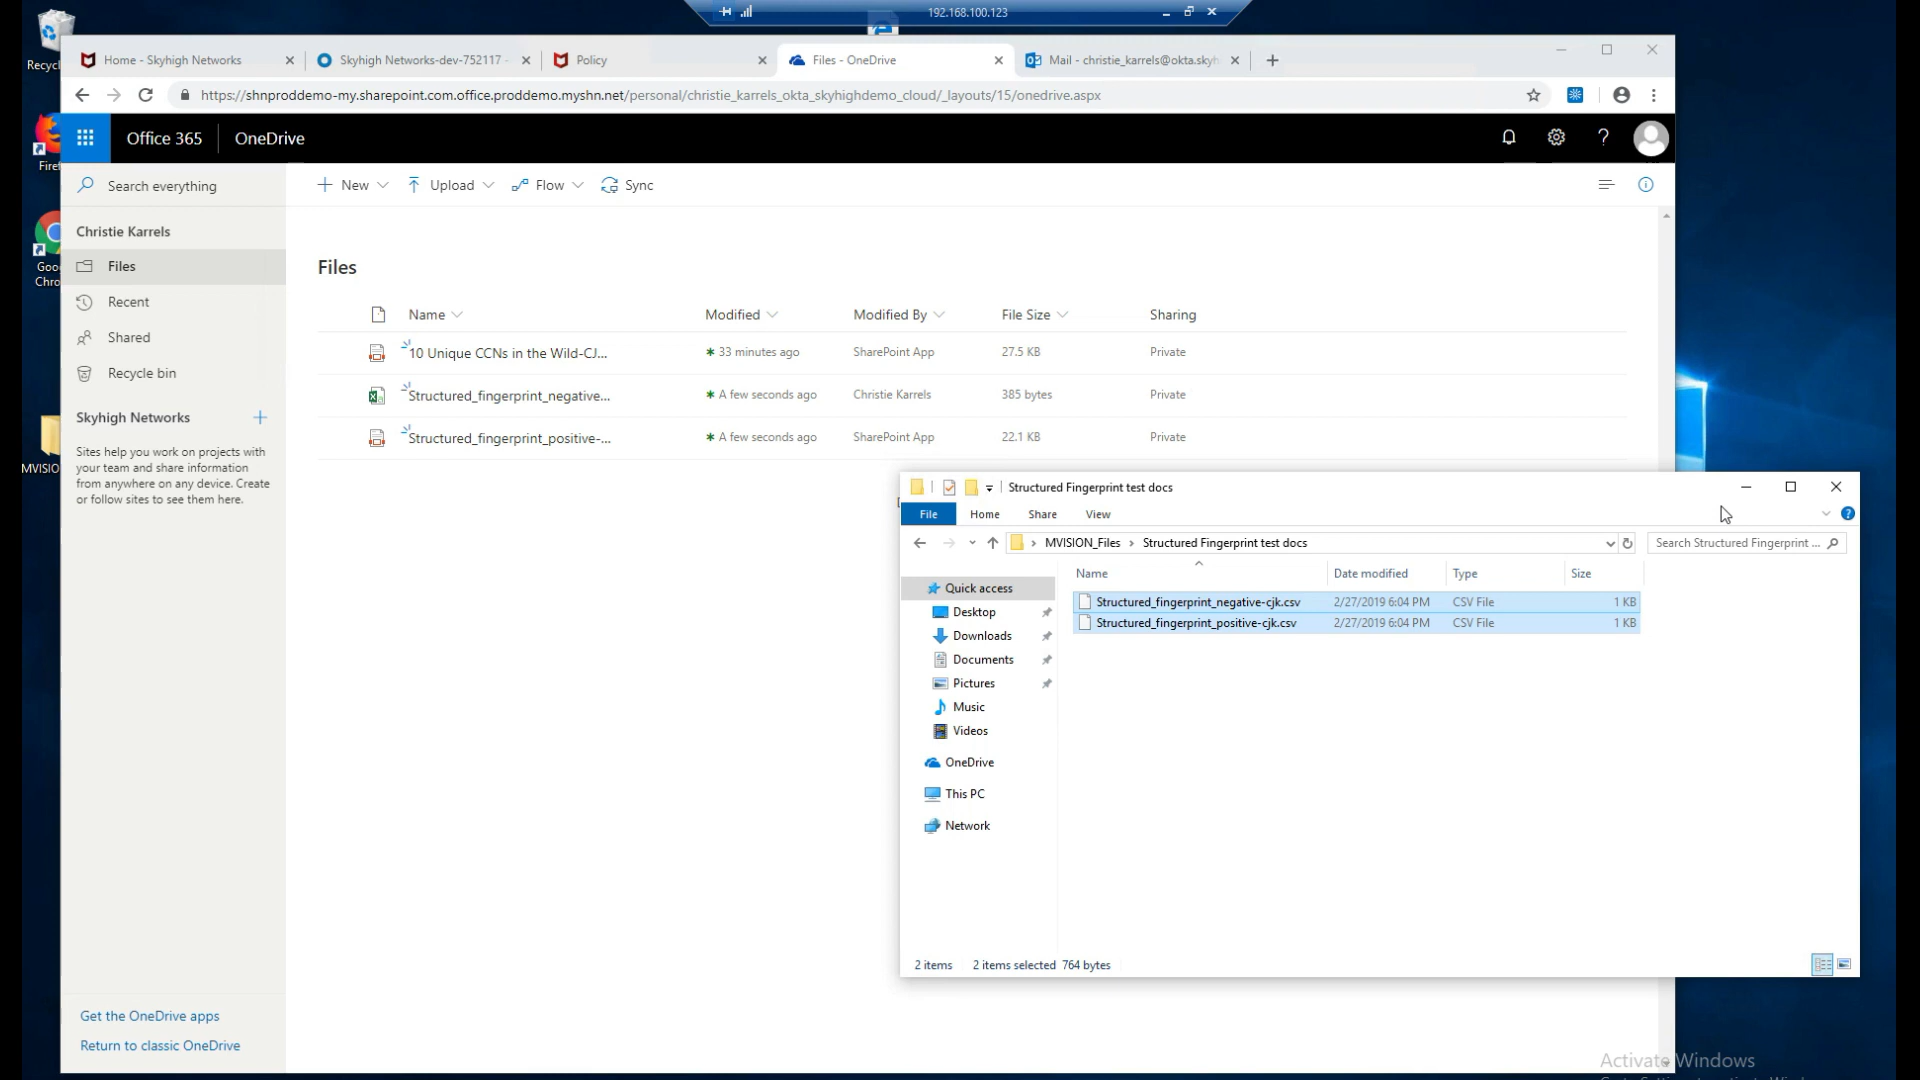 192.168.100.123
Home - Skyhigh Networks
Skyhigh Networks-dev-752117 -
Policy
Files - OneDrive
Mail - christie_karrels@okta.skyh
https://shnproddemo-my.sharepoint.com.office.proddemo.myshn.net/personal/christie_karrels_okta_skyhighdemo_cloud/_layouts/15/onedrive.aspx
Office 365
OneDrive
Search everything
New
Upload
Flow
Sync
Christie Karrels
Files
Recent
Shared
Recycle bin
Skyhigh Networks
Sites help you work on projects with
your team and share information
from anywhere on any device. Create
or follow sites to see them here.
Get the OneDrive apps
Return to classic OneDrive
Files
Name Modified Modified By File Size Sharing
10 Unique CCNs in the Wild-CJ... 33 minutes ago SharePoint App 27.5 KB Private
Structured_fingerprint_negative... A few seconds ago Christie Karrels 385 bytes Private
Structured_fingerprint_positive-... A few seconds ago SharePoint App 22.1 KB Private
Structured Fingerprint test docs
File Home Share View
MVISION_Files Structured Fingerprint test docs
Search Structured Fingerprint ...
Name Date modified Type Size
Structured_fingerprint_negative-cjk.csv 2/27/2019 6:04 PM CSV File 1 KB
Structured_fingerprint_positive-cjk.csv 2/27/2019 6:04 PM CSV File 1 KB
Quick access
Desktop
Downloads
Documents
Pictures
Music
Videos
OneDrive
This PC
Network
2 items 2 items selected 764 bytes
Recycl
Firef
Goo
Chro
MVISIO
Activate Windows